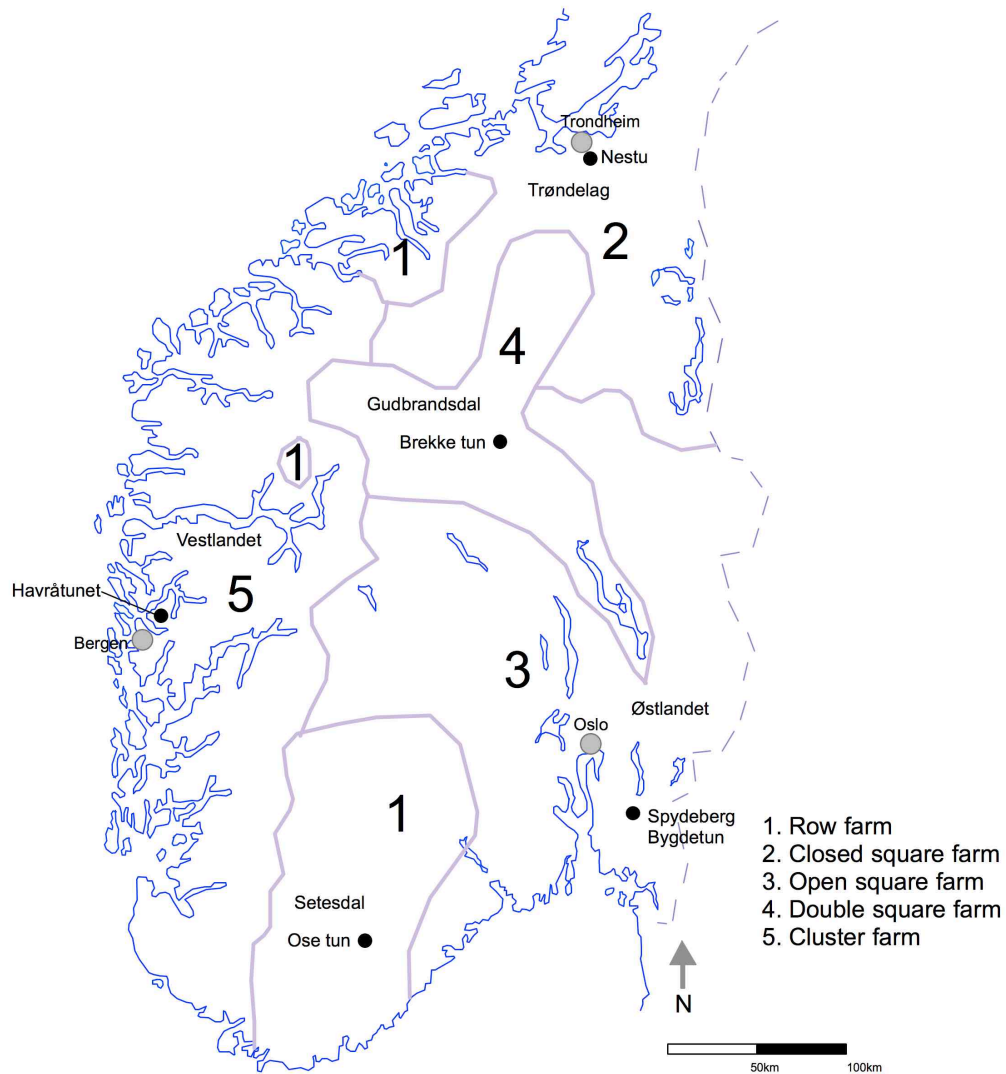 Trondheim
Nestu
Trøndelag
2
1
4
Gudbrandsdal
Brekke tun
1
Vestlandet
Havråtunet
5
Bergen
3
Østlandet
Oslo
1
Spydeberg
Bygdetun
Setesdal
Ose tun
1. Row farm
2. Closed square farm
3. Open square farm
4. Double square farm
5. Cluster farm
N
50km 100km